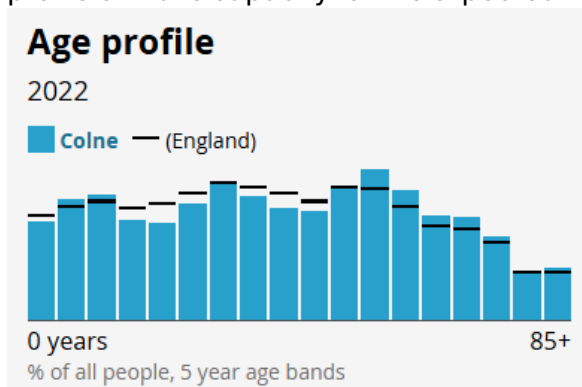 Age profile
2022
Colne — (England)
0 years 85+
% of all people, 5 year age bands